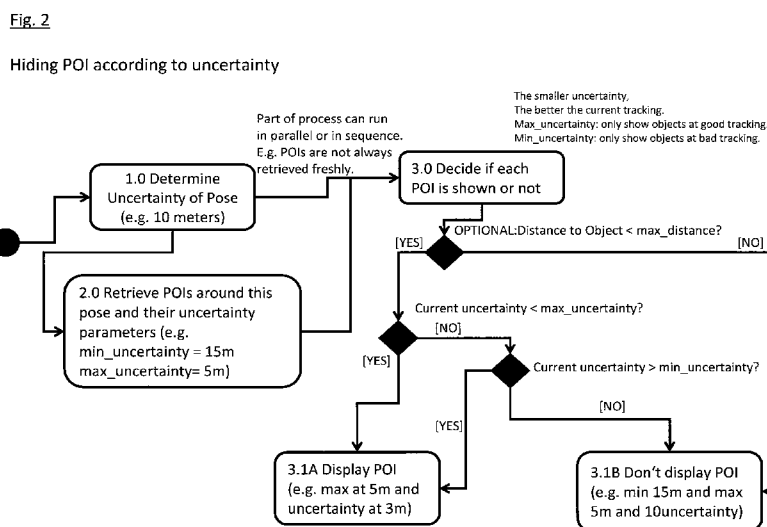 Fig. 2
Hiding POI according to uncertainty
The smaller uncertainty,
The better the current tracking.
Max_uncertainty: only show objects at good tracking.
Min_uncertainty: only show objects at bad tracking.
Part of process can run
in parallel or in sequence.
E.g. POIs are not always
retrieved freshly.
1.0 Determine
Uncertainty of Pose
(e.g. 10 meters)
3.0 Decide if each
POI is shown or not
OPTIONAL:Distance to Object < max_distance?
[YES]
[NO]
2.0 Retrieve POIs around this
pose and their uncertainty
parameters (e.g.
min_uncertainty = 15m
max_uncertainty= 5m)
Current uncertainty < max_uncertainty?
[NO]
[YES]
Current uncertainty > min_uncertainty?
[NO]
[YES]
3.1A Display POI
(e.g. max at 5m and
uncertainty at 3m)
3.1B Don't display POI
(e.g. min 15m and max
5m and 10uncertainty)